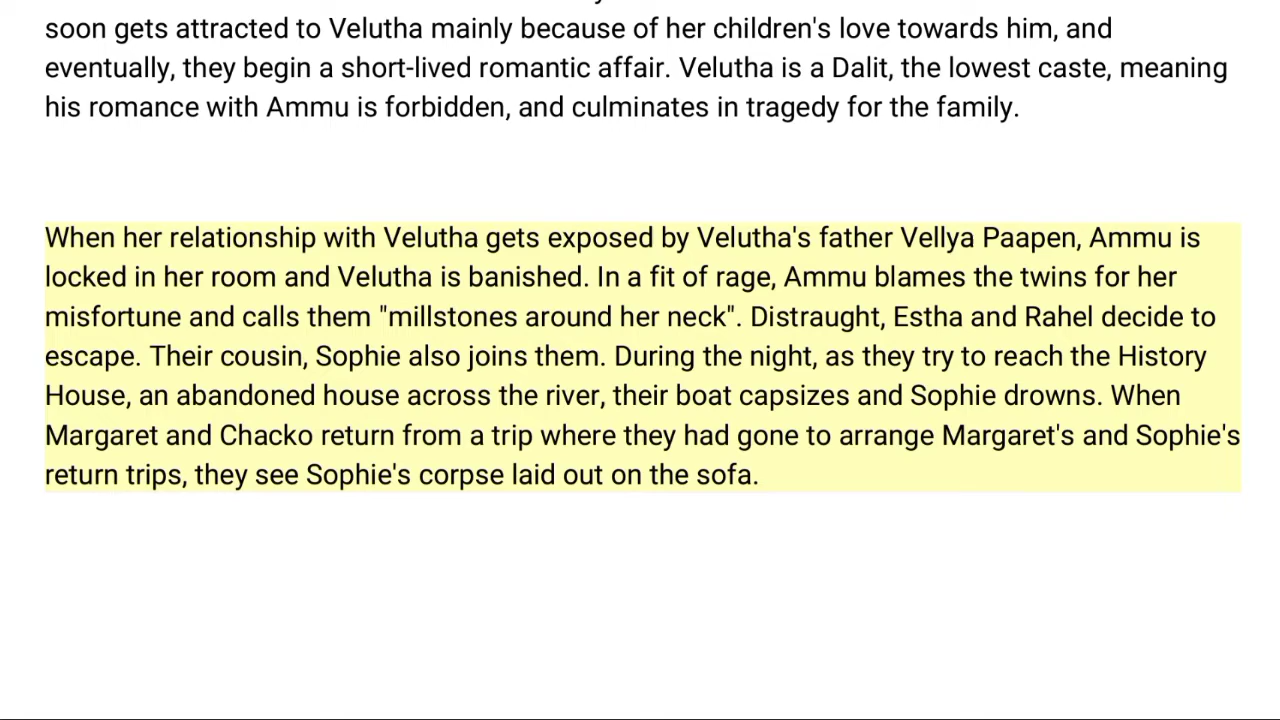 soon gets attracted to Velutha mainly because of her children's love towards him, and
eventually, they begin a short-lived romantic affair. Velutha is a Dalit, the lowest caste, meaning
his romance with Ammu is forbidden, and culminates in tragedy for the family.
When her relationship with Velutha gets exposed by Velutha's father Vellya Paapen, Ammu is
locked in her room and Velutha is banished. In a fit of rage, Ammu blames the twins for her
misfortune and calls them "millstones around her neck". Distraught, Estha and Rahel decide to
escape. Their cousin, Sophie also joins them. During the night, as they try to reach the History
House, an abandoned house across the river, their boat capsizes and Sophie drowns. When
Margaret and Chacko return from a trip where they had gone to arrange Margaret's and Sophie's
return trips, they see Sophie's corpse laid out on the sofa.